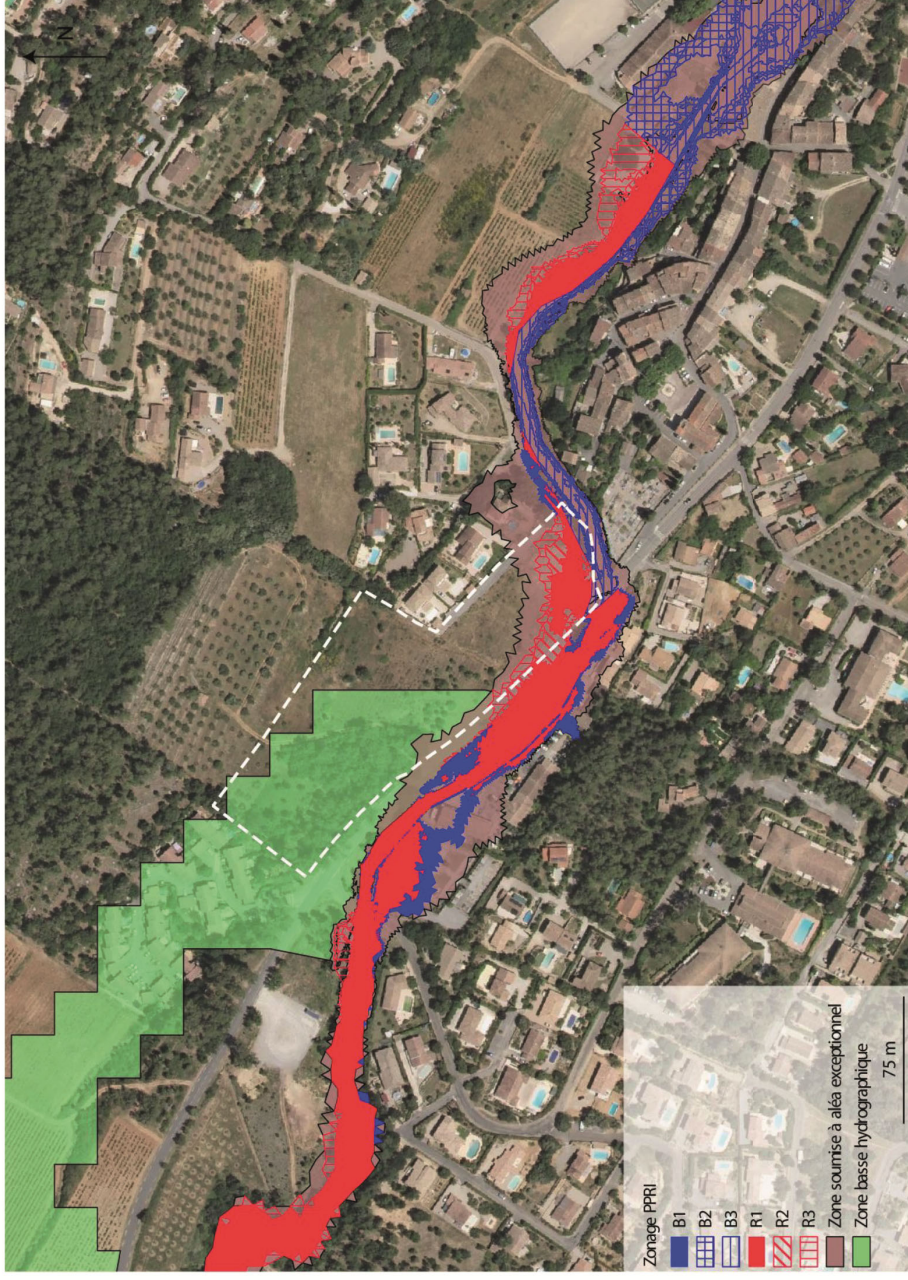 N
Zonage PPRI
B1
B2
B3
R1
R2
R3
Zone soumise à aléa exceptionnel
Zone basse hydrographique
75 m